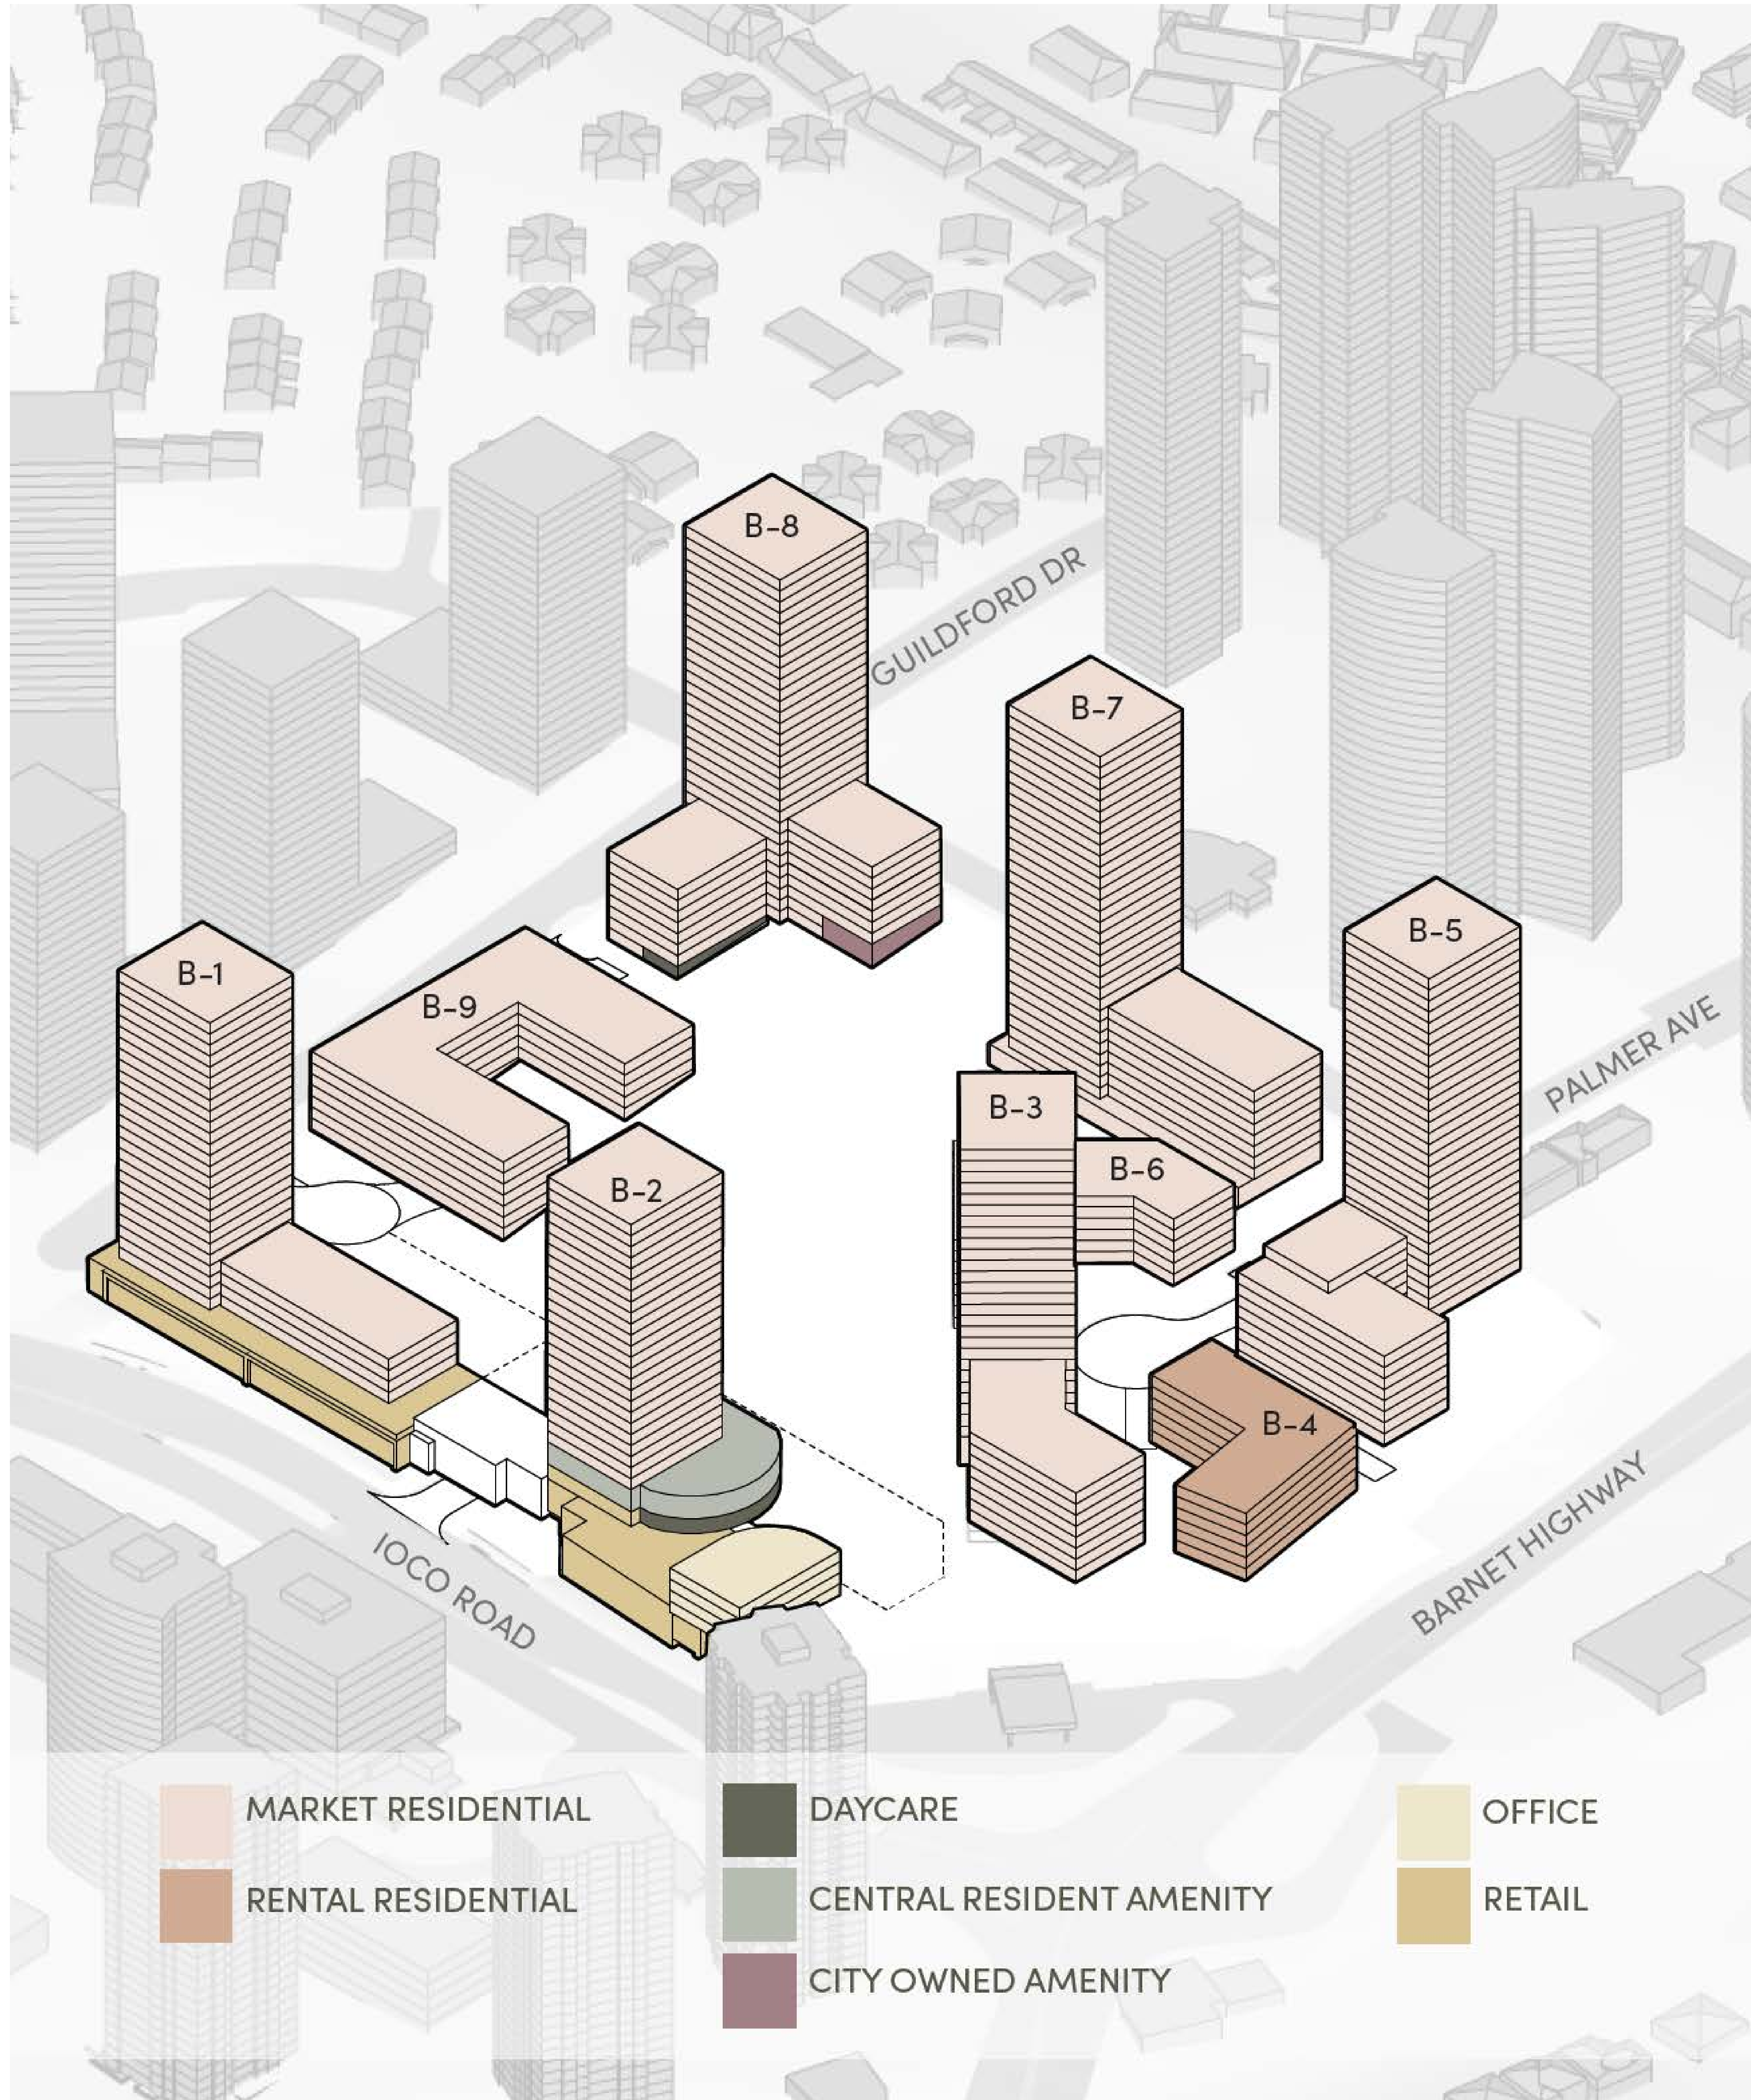 B-8
GUILDFORD DR
B-7
B-5
B-1
B-9
PALMER AVE
B-3
B-6
B-2
B-4
BARNET HIGHWAY
IOCO ROAD
MARKET RESIDENTIAL
DAYCARE
OFFICE
RENTAL RESIDENTIAL
CENTRAL RESIDENT AMENITY
RETAIL
CITY OWNED AMENITY